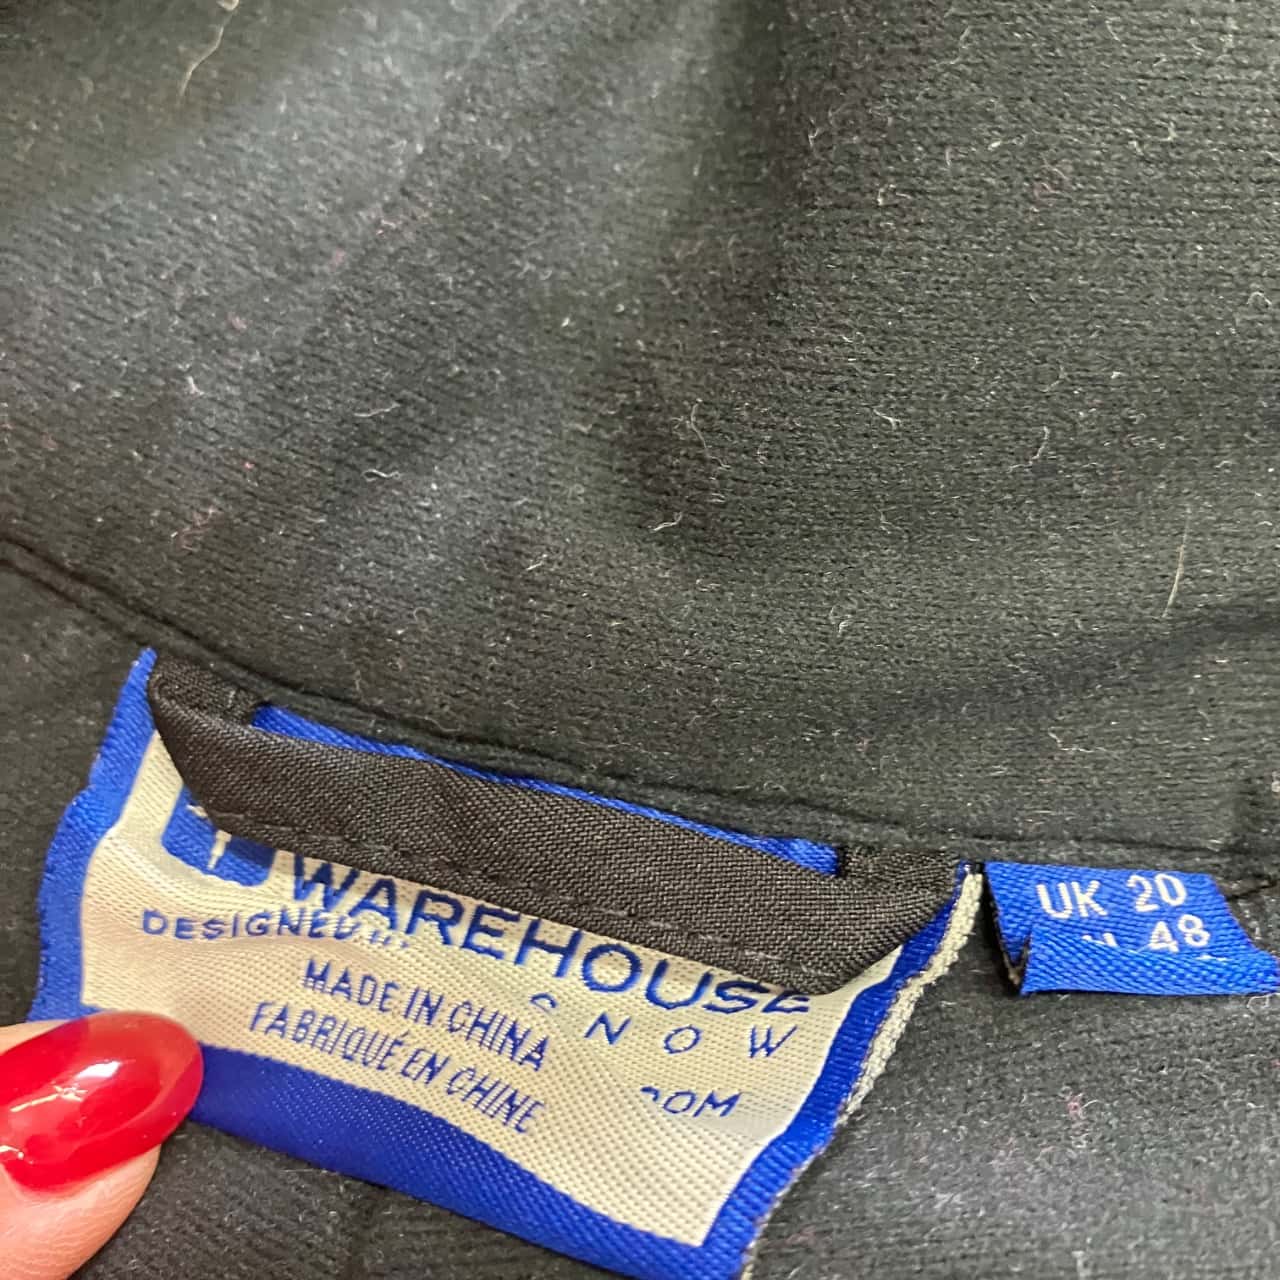 WAREHOUSE
SNOW
DESIGNED
MADE IN CHINA
FABRIQUÉ EN CHINE
UK 20
48